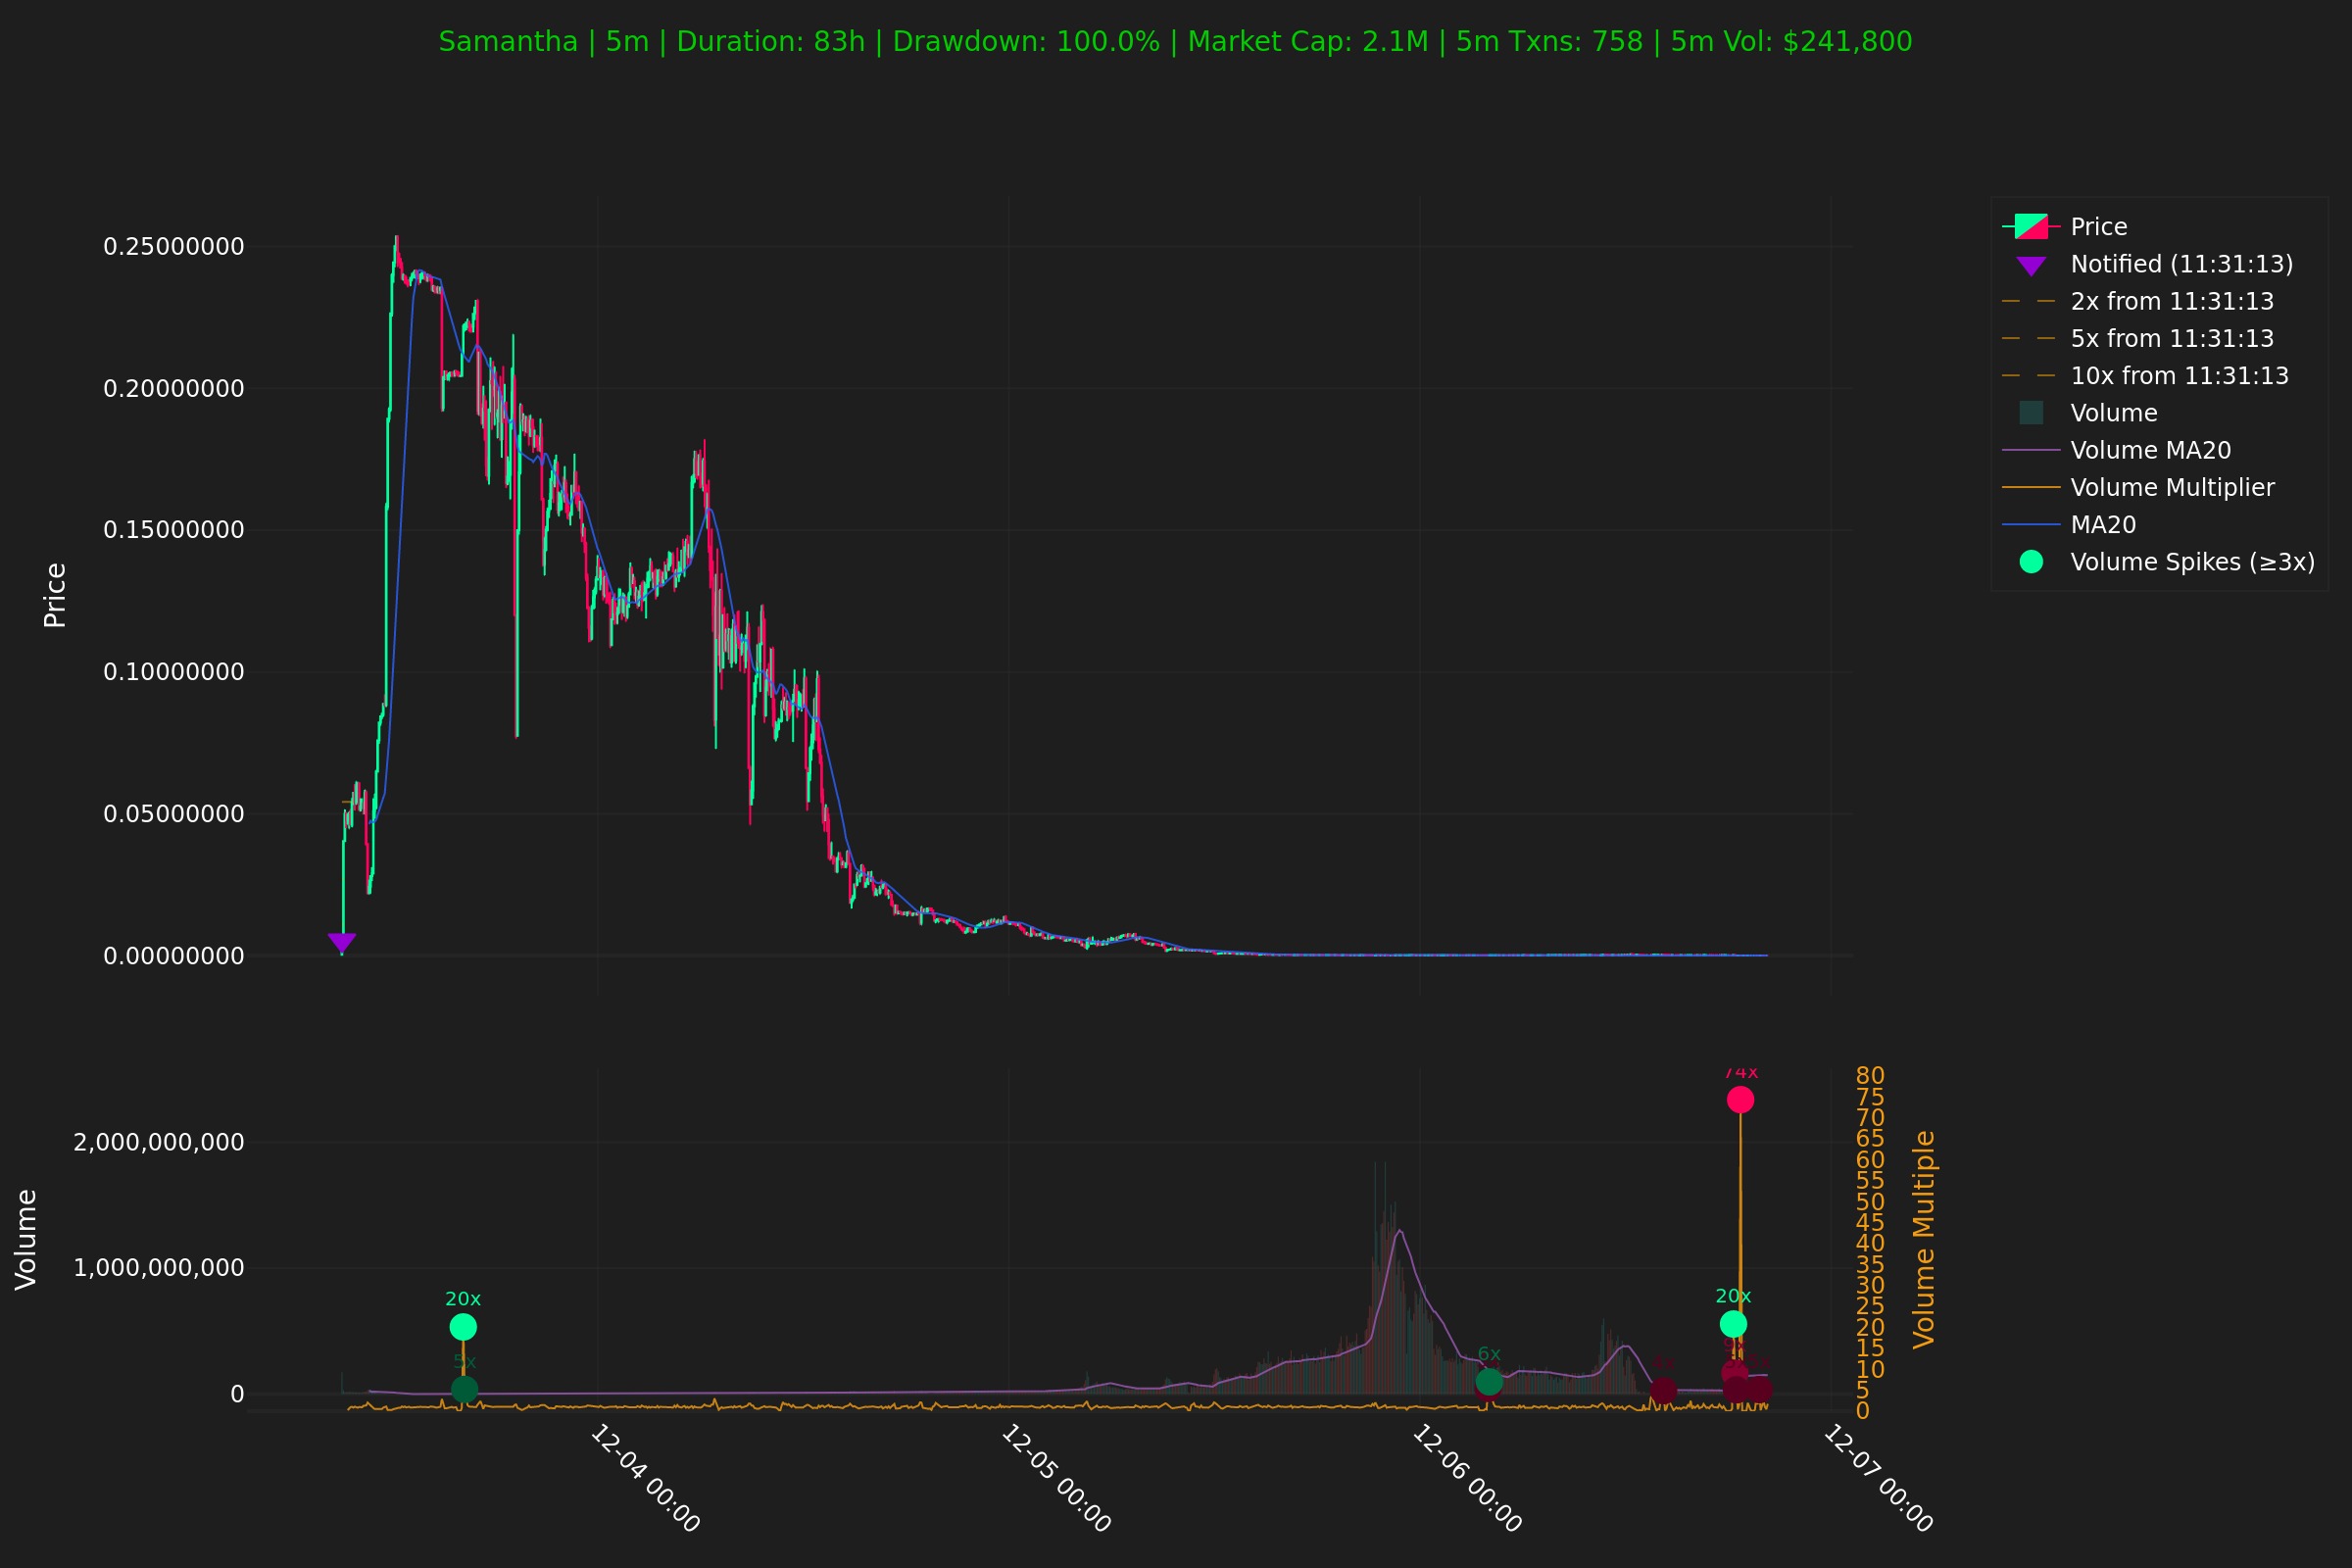 Samantha | 5m | Duration: 83h | Drawdown: 100.0% | Market Cap: 2.1M | 5m Txns: 758 | 5m Vol: $241,800
Price
0.25000000
0.20000000
0.15000000
0.10000000
0.05000000
0.00000000
Price
Notified (11:31:13)
2x from 11:31:13
5x from 11:31:13
10x from 11:31:13
Volume
Volume MA20
Volume Multiplier
MA20
Volume Spikes (≥3x)
Volume
2,000,000,000
1,000,000,000
0
20x
5x
6x
20x
74x
80
75
70
65
60
55
50
45
40
35
30
25
20
15
10
5
0
Volume Multiple
12-04 00:00
12-05 00:00
12-06 00:00
12-07 00:00